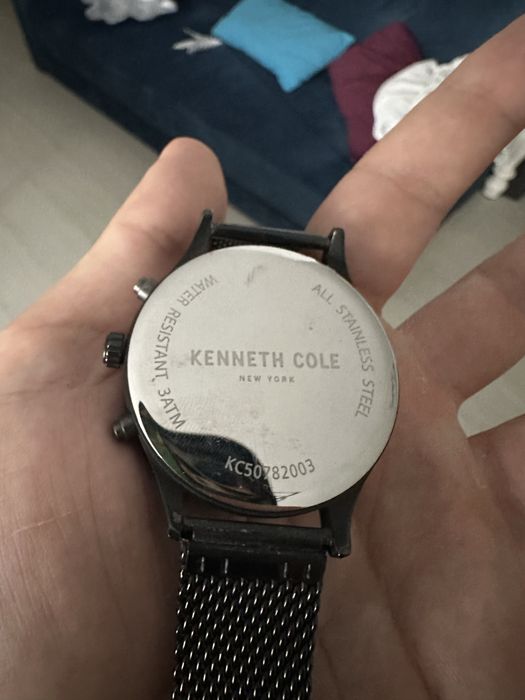 KENNETH COLE
NEW YORK
ALL STAINLESS STEEL
KC50782003
WATER RESISTANT, 3ATM